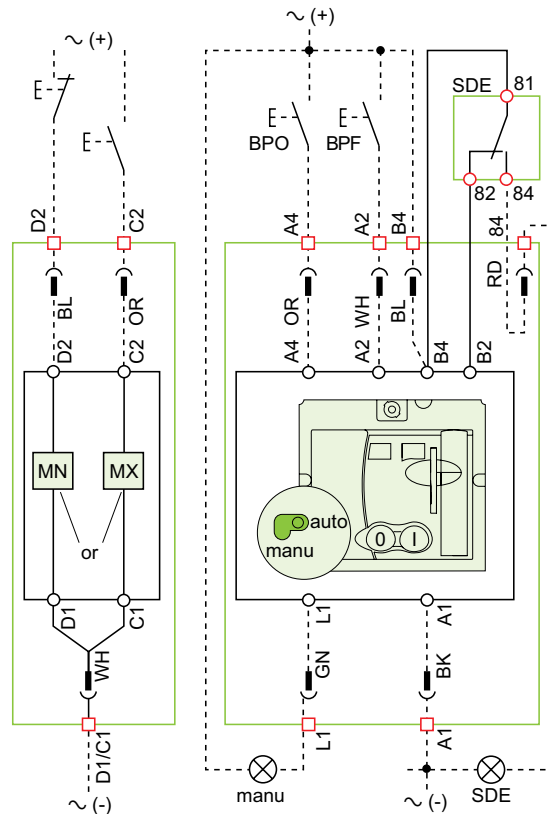 ∿ (+)
∿ (+)
SDE
81
BPO
BPF
82
84
D2
C2
A4
A2
B4
84
BL
OR
OR
WH
BL
RD
D2
C2
A4
A2
B4
B2
MN
MX
or
auto
manu
0
I
D1
C1
L1
A1
WH
GN
BK
D1/C1
L1
A1
manu
SDE
∿ (-)
∿ (-)